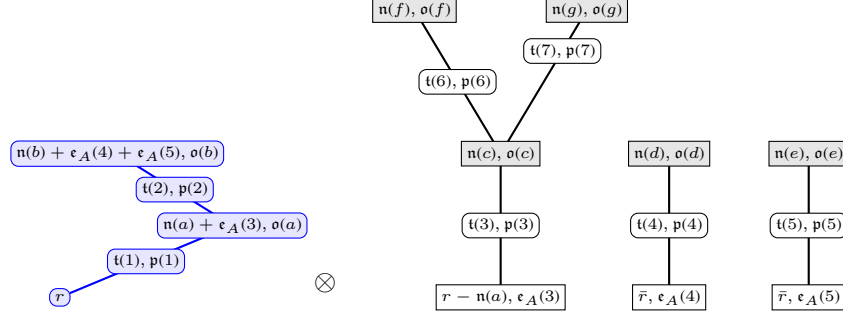 𝔫(f), 𝔬(f) 𝔫(g), 𝔬(g)
𝔱(7), 𝔭(7)
𝔱(6), 𝔭(6)
𝔫(b) + 𝔢_A(4) + 𝔢_A(5), 𝔬(b) 𝔫(c), 𝔬(c) 𝔫(d), 𝔬(d) 𝔫(e), 𝔬(e)
𝔱(2), 𝔭(2)
𝔫(a) + 𝔢_A(3), 𝔬(a) 𝔱(3), 𝔭(3) 𝔱(4), 𝔭(4) 𝔱(5), 𝔭(5)
𝔱(1), 𝔭(1)
⊗
r r − 𝔫(a), 𝔢_A(3) r̄, 𝔢_A(4) r̄, 𝔢_A(5)